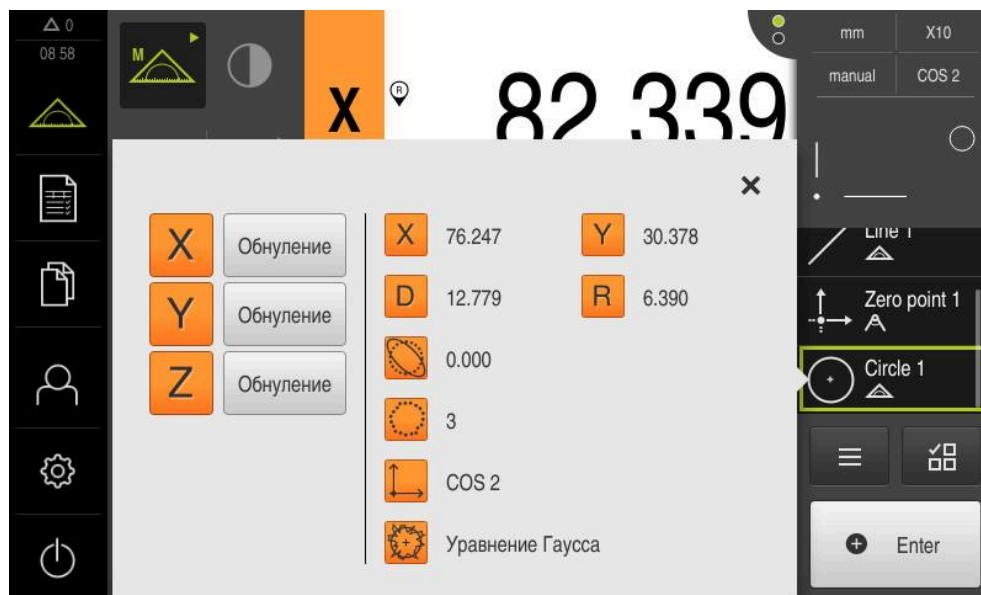 0
08 58
M
X
R
82.339
mm
X10
manual
COS 2
X Обнуление
Y Обнуление
Z Обнуление
X 76.247 Y 30.378
D 12.779 R 6.390
0.000
3
COS 2
Уравнение Гаусса
Line 1
Zero point 1
Circle 1
Enter